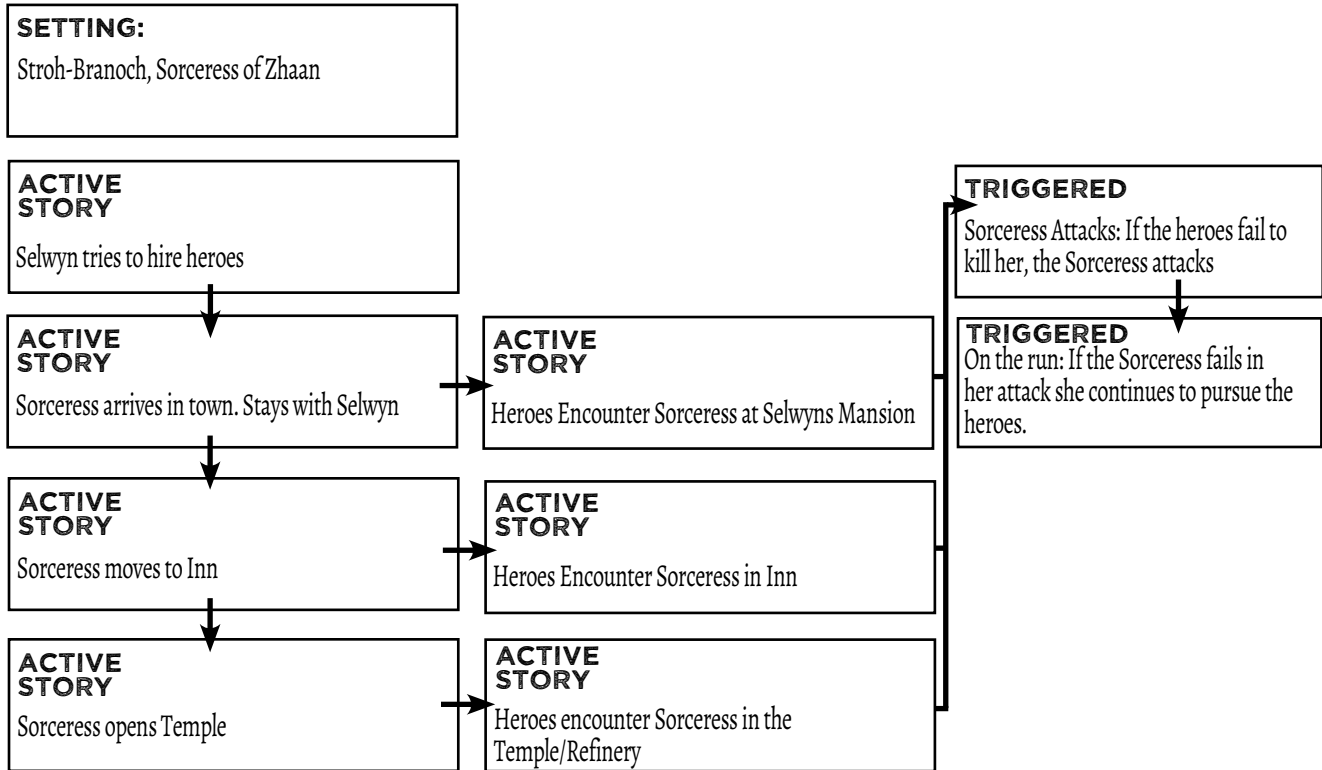 SETTING:
Stroh-Branoch, Sorceress of Zhaan
ACTIVE
STORY
Selwyn tries to hire heroes
ACTIVE
STORY
Sorceress arrives in town. Stays with Selwyn
ACTIVE
STORY
Heroes Encounter Sorceress at Selwyns Mansion
ACTIVE
STORY
Sorceress moves to Inn
ACTIVE
STORY
Heroes Encounter Sorceress in Inn
ACTIVE
STORY
Sorceress opens Temple
ACTIVE
STORY
Heroes encounter Sorceress in the
Temple/Refinery
TRIGGERED
Sorceress Attacks: If the heroes fail to
kill her, the Sorceress attacks
TRIGGERED
On the run: If the Sorceress fails in
her attack she continues to pursue the
heroes.